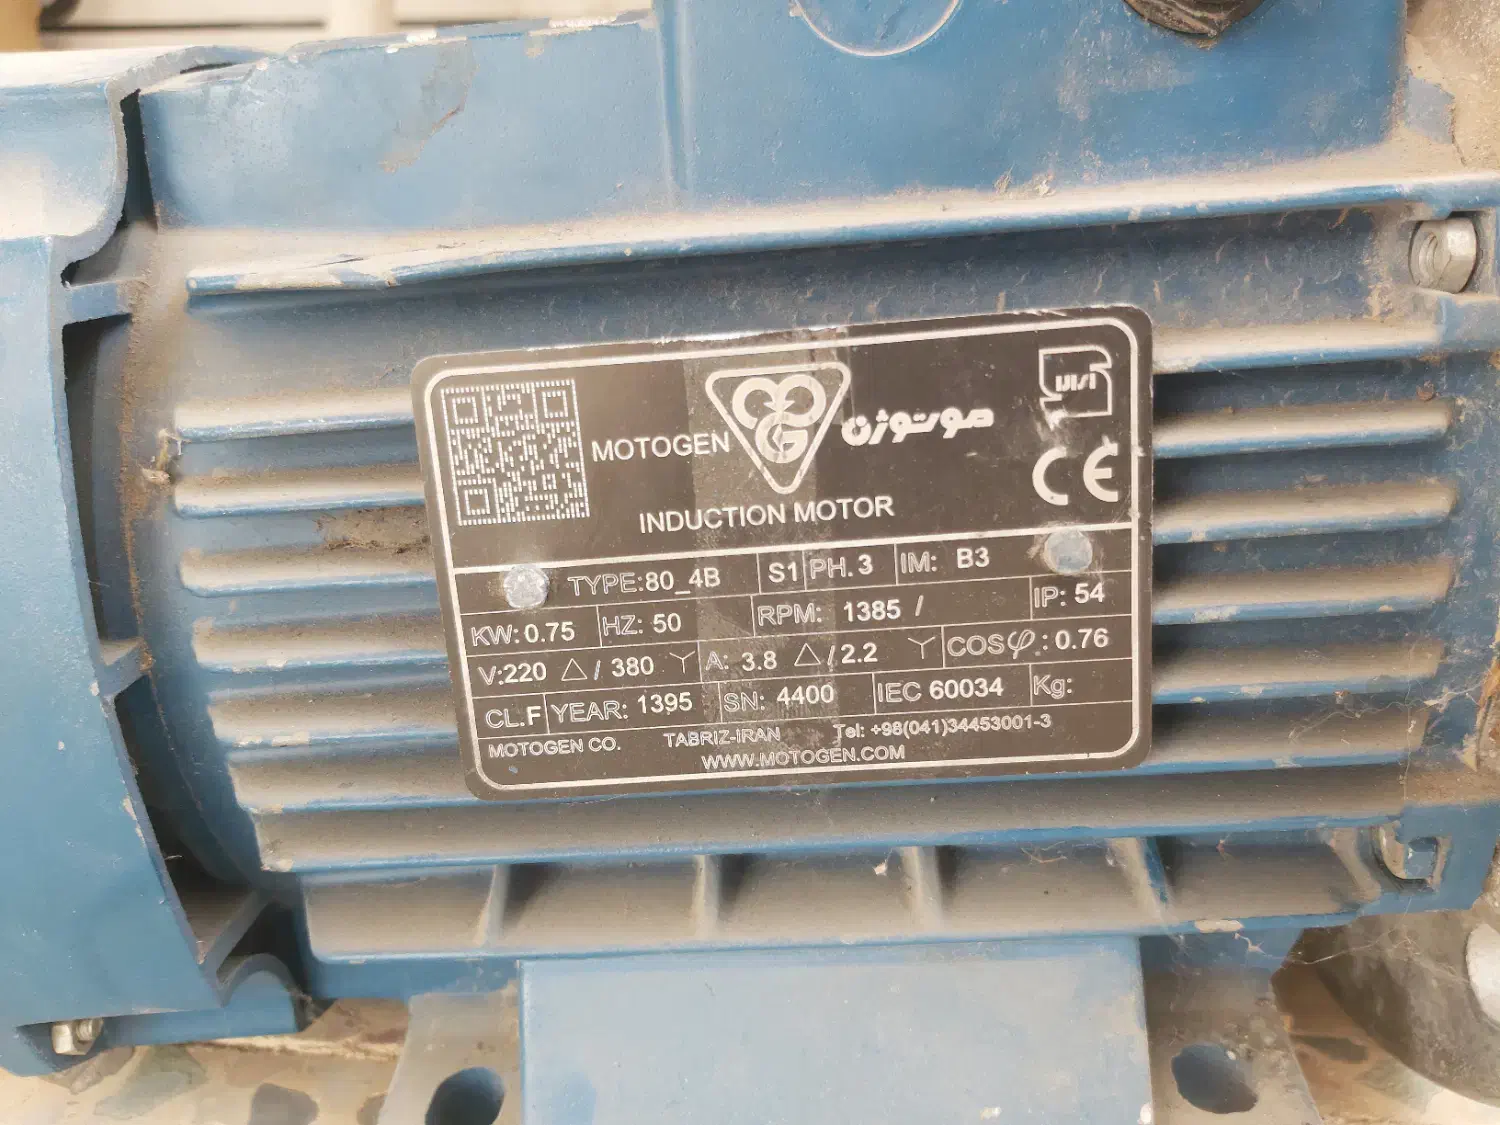 MOTOGEN
موتوژن
INDUCTION MOTOR
CE
TYPE:80_4B S1 PH. 3 IM: B3
KW: 0.75 HZ: 50 RPM: 1385 / IP: 54
V:220 △ / 380 Y A: 3.8 △ / 2.2 Y COSφ.: 0.76
CL.F YEAR: 1395 SN: 4400 IEC 60034 Kg:
MOTOGEN CO. TABRIZ-IRAN Tel: +98(041)34453001-3
WWW.MOTOGEN.COM